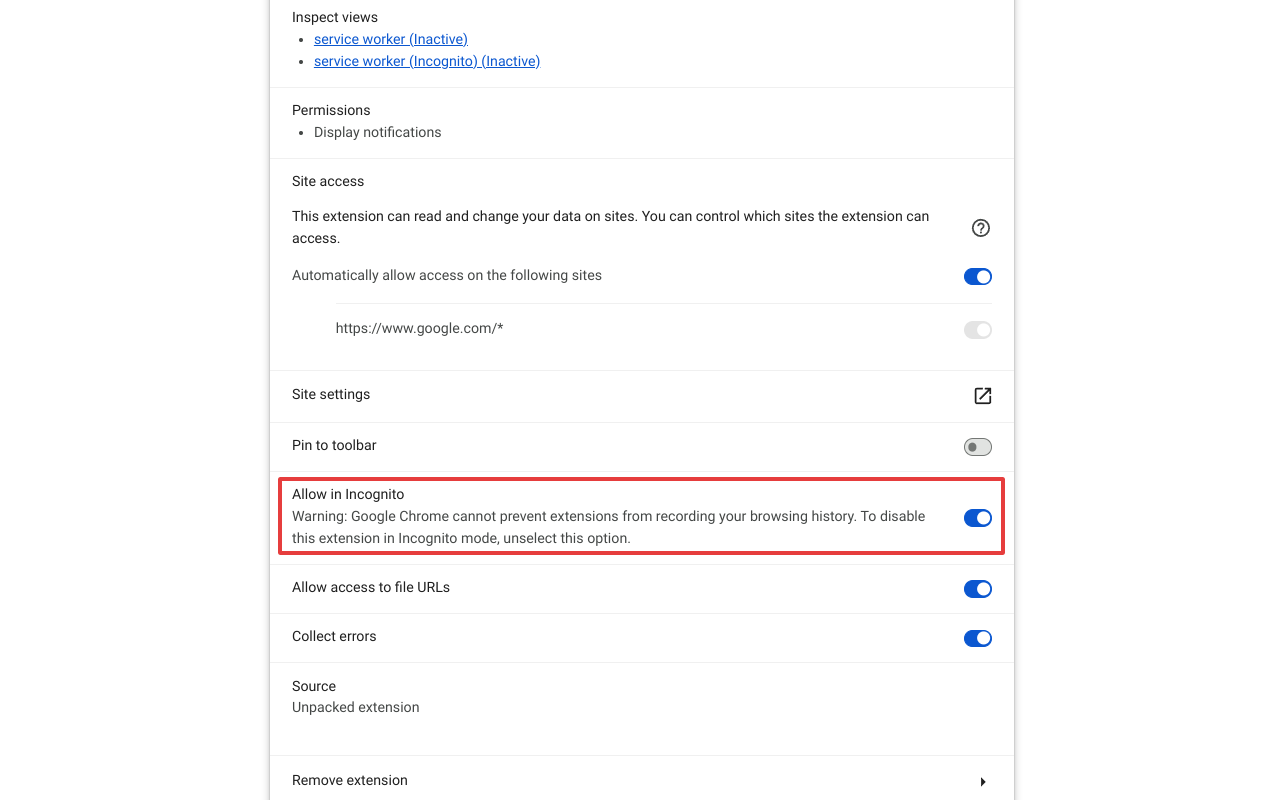 Inspect views
service worker (Inactive)
service worker (Incognito) (Inactive)
Permissions
Display notifications
Site access
This extension can read and change your data on sites. You can control which sites the extension can
access.
Automatically allow access on the following sites
https://www.google.com/*
Site settings
Pin to toolbar
Allow in Incognito
Warning: Google Chrome cannot prevent extensions from recording your browsing history. To disable
this extension in Incognito mode, unselect this option.
Allow access to file URLs
Collect errors
Source
Unpacked extension
Remove extension